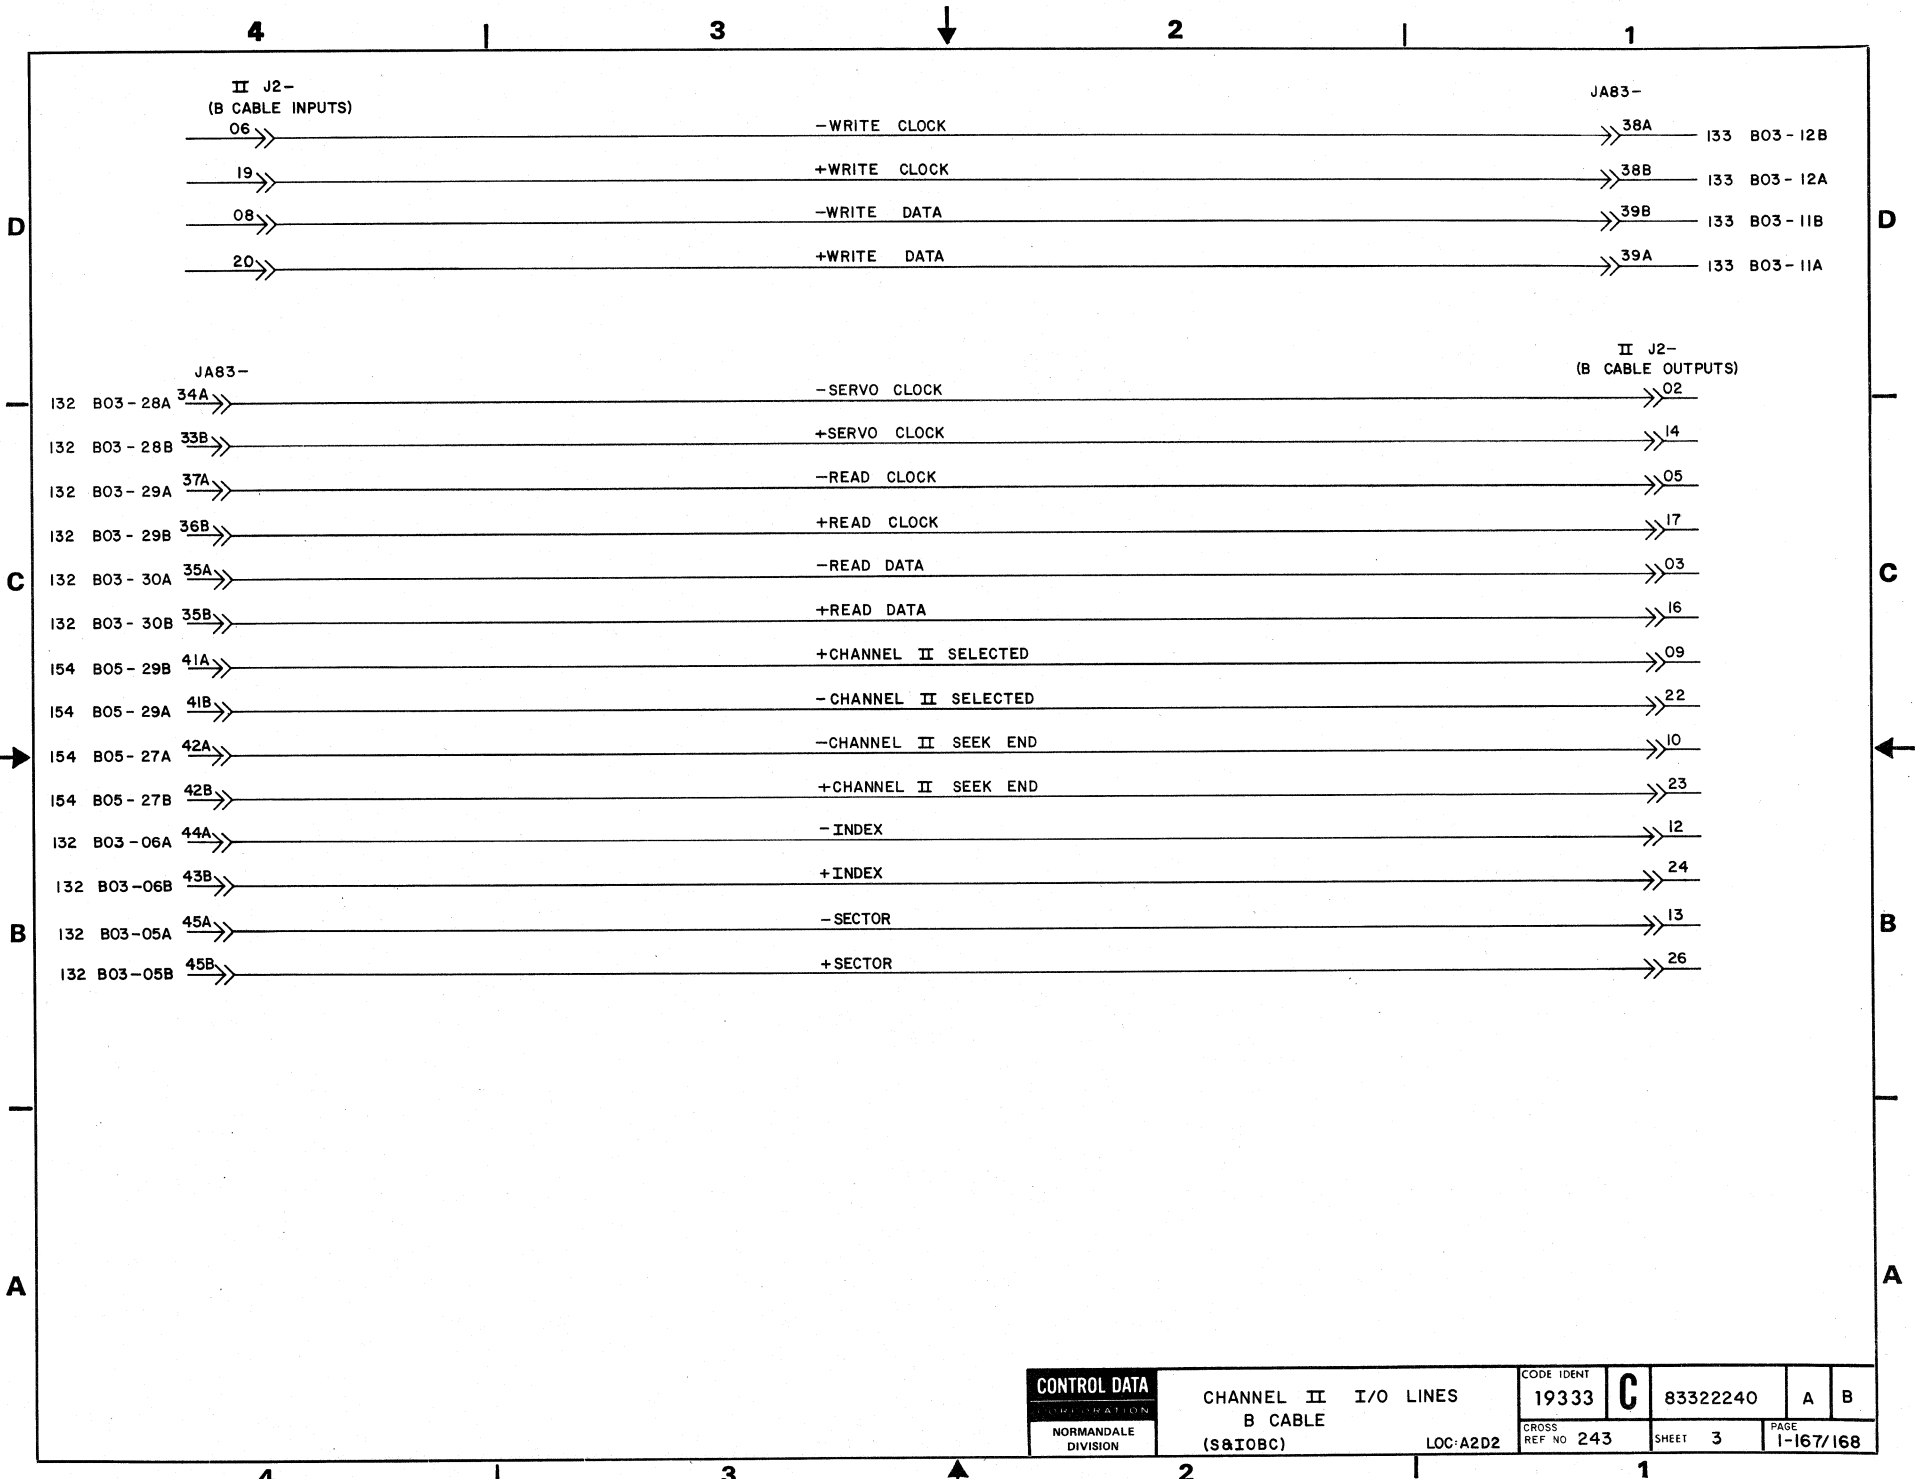 4 3 2 1
II J2-
(B CABLE INPUTS)
JA83-
06 -WRITE CLOCK 38A 133 B03-12B
19 +WRITE CLOCK 38B 133 B03-12A
08 -WRITE DATA 39B 133 B03-11B
20 +WRITE DATA 39A 133 B03-11A
D D
II J2-
(B CABLE OUTPUTS)
JA83-
132 B03-28A 34A -SERVO CLOCK 02
132 B03-28B 33B +SERVO CLOCK 14
132 B03-29A 37A -READ CLOCK 05
132 B03-29B 36B +READ CLOCK 17
132 B03-30A 35A -READ DATA 03
C C
132 B03-30B 35B +READ DATA 16
154 B05-29B 41A +CHANNEL II SELECTED 09
154 B05-29A 41B -CHANNEL II SELECTED 22
154 B05-27A 42A -CHANNEL II SEEK END 10
154 B05-27B 42B +CHANNEL II SEEK END 23
132 B03-06A 44A -INDEX 12
132 B03-06B 43B +INDEX 24
132 B03-05A 45A -SECTOR 13
B B
132 B03-05B 45B +SECTOR 26
A A
CONTROL DATA
CORPORATION
NORMANDALE
DIVISION
CHANNEL II I/O LINES
B CABLE
(S&IOBC) LOC:A2D2
CODE IDENT
19333 C 83322240 A B
CROSS
REF NO 243 SHEET 3 PAGE
1-167/168
4 3 2 1